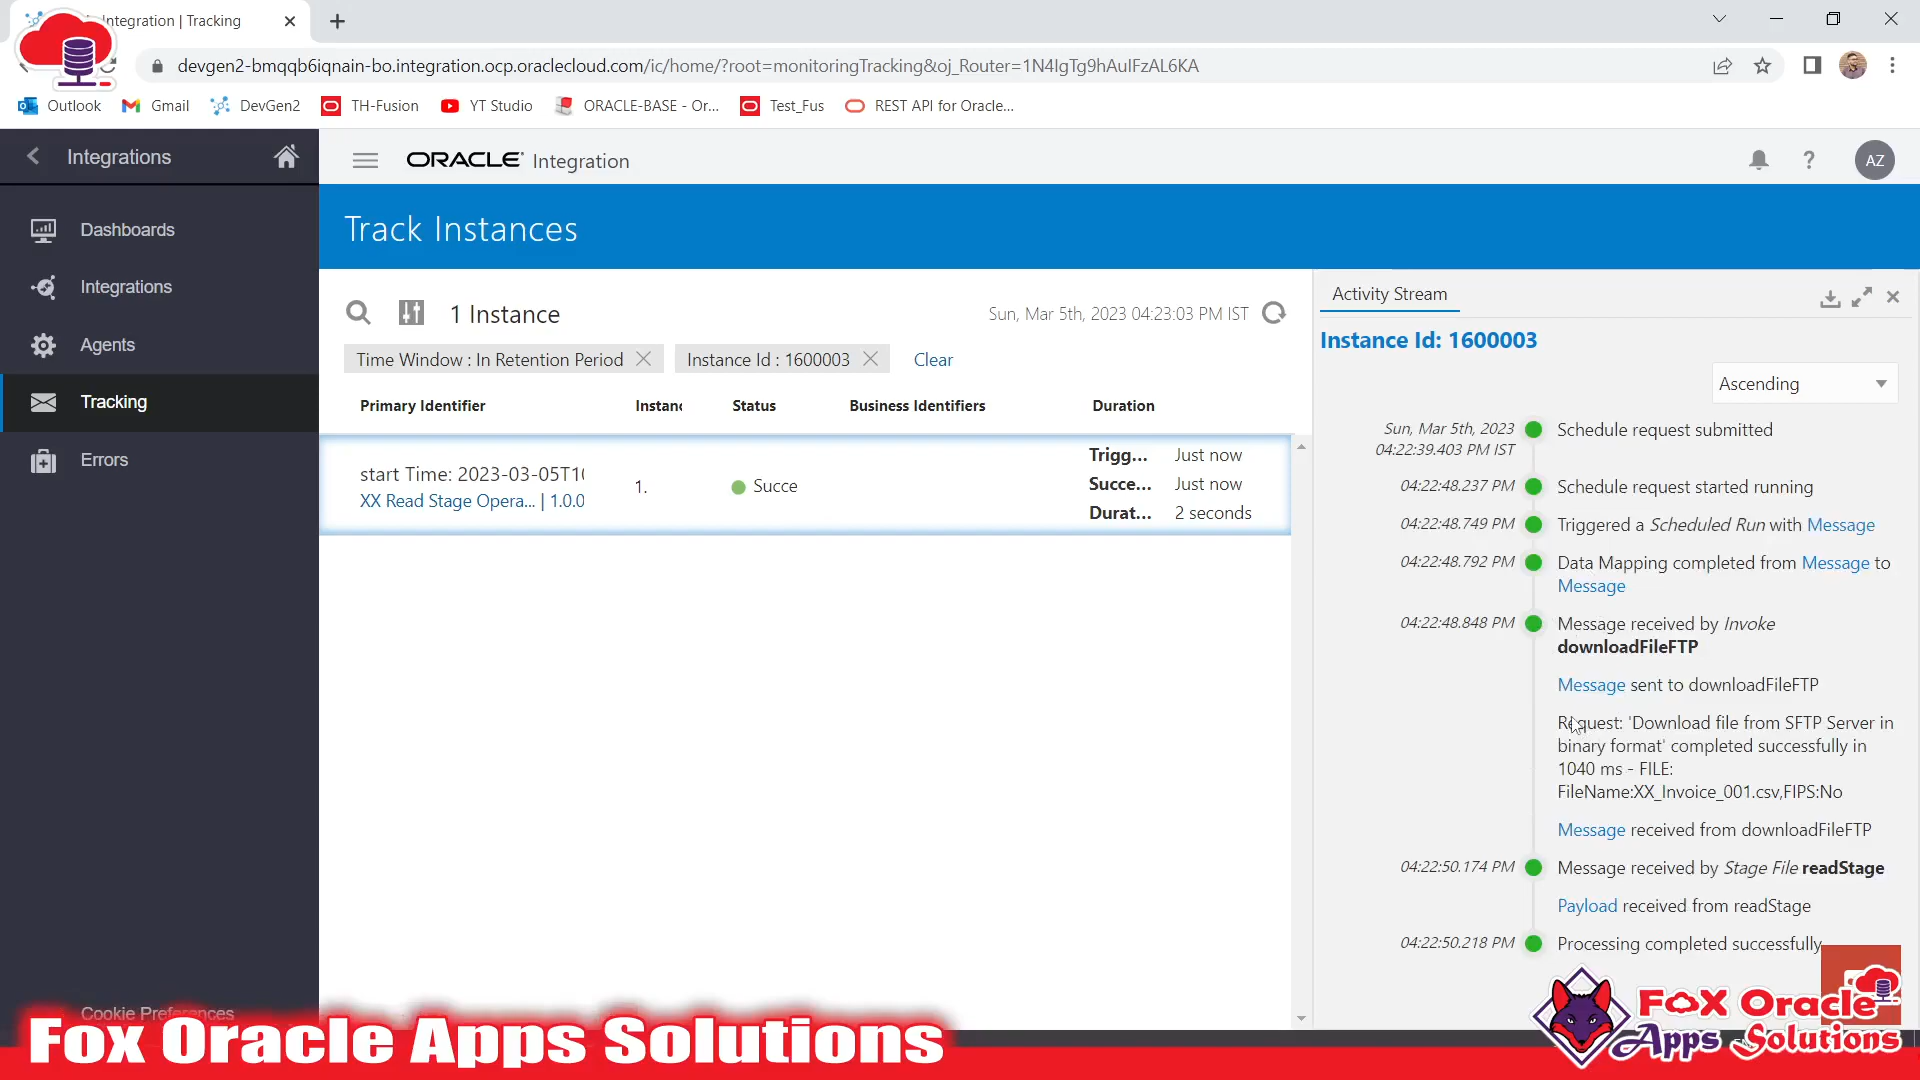 Integration | Tracking
devgen2-bmqqb6iqnain-bo.integration.ocp.oraclecloud.com/ic/home/?root=monitoringTracking&oj_Router=1N4IgTg9hAuIFzAL6KA
Outlook Gmail DevGen2 TH-Fusion YT Studio ORACLE-BASE - Or... Test_Fus REST API for Oracle...
Integrations
ORACLE Integration
AZ
Dashboards
Integrations
Agents
Tracking
Errors
Cookie Preferences
Track Instances
1 Instance
Sun, Mar 5th, 2023 04:23:03 PM IST
Time Window : In Retention Period
Instance Id : 1600003
Clear
Primary Identifier Instanc Status Business Identifiers Duration
start Time: 2023-03-05T10
XX Read Stage Opera... | 1.0.0
1.
Succe
Trigg... Just now
Succe... Just now
Durat... 2 seconds
Activity Stream
Instance Id: 1600003
Ascending
Sun, Mar 5th, 2023
04:22:39.403 PM IST
Schedule request submitted
04:22:48.237 PM Schedule request started running
04:22:48.749 PM Triggered a Scheduled Run with Message
04:22:48.792 PM Data Mapping completed from Message to
Message
04:22:48.848 PM Message received by Invoke
downloadFileFTP
Message sent to downloadFileFTP
Request: 'Download file from SFTP Server in
binary format' completed successfully in
1040 ms - FILE:
FileName:XX_Invoice_001.csv,FIPS:No
Message received from downloadFileFTP
04:22:50.174 PM Message received by Stage File readStage
Payload received from readStage
04:22:50.218 PM Processing completed successfully
Fox Oracle Apps Solutions
FOX Oracle
Apps Solutions